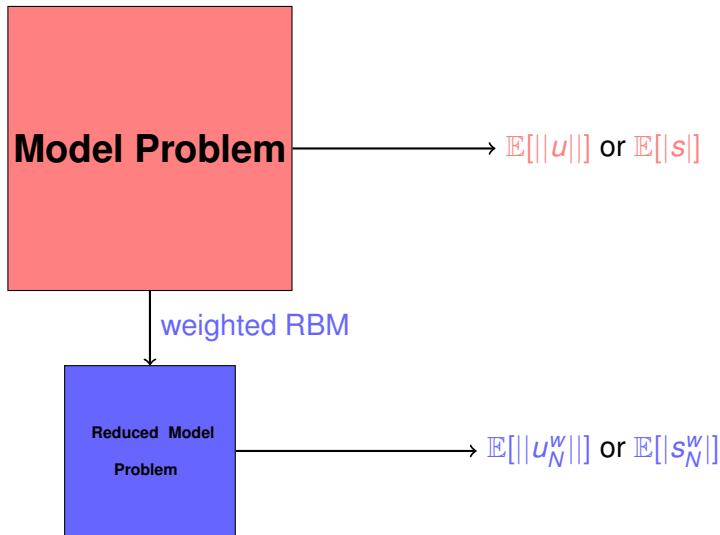 Model Problem
𝔼[||u||] or 𝔼[|s|]
weighted RBM
Reduced Model
Problem
𝔼[||u_N^w||] or 𝔼[|s_N^w|]